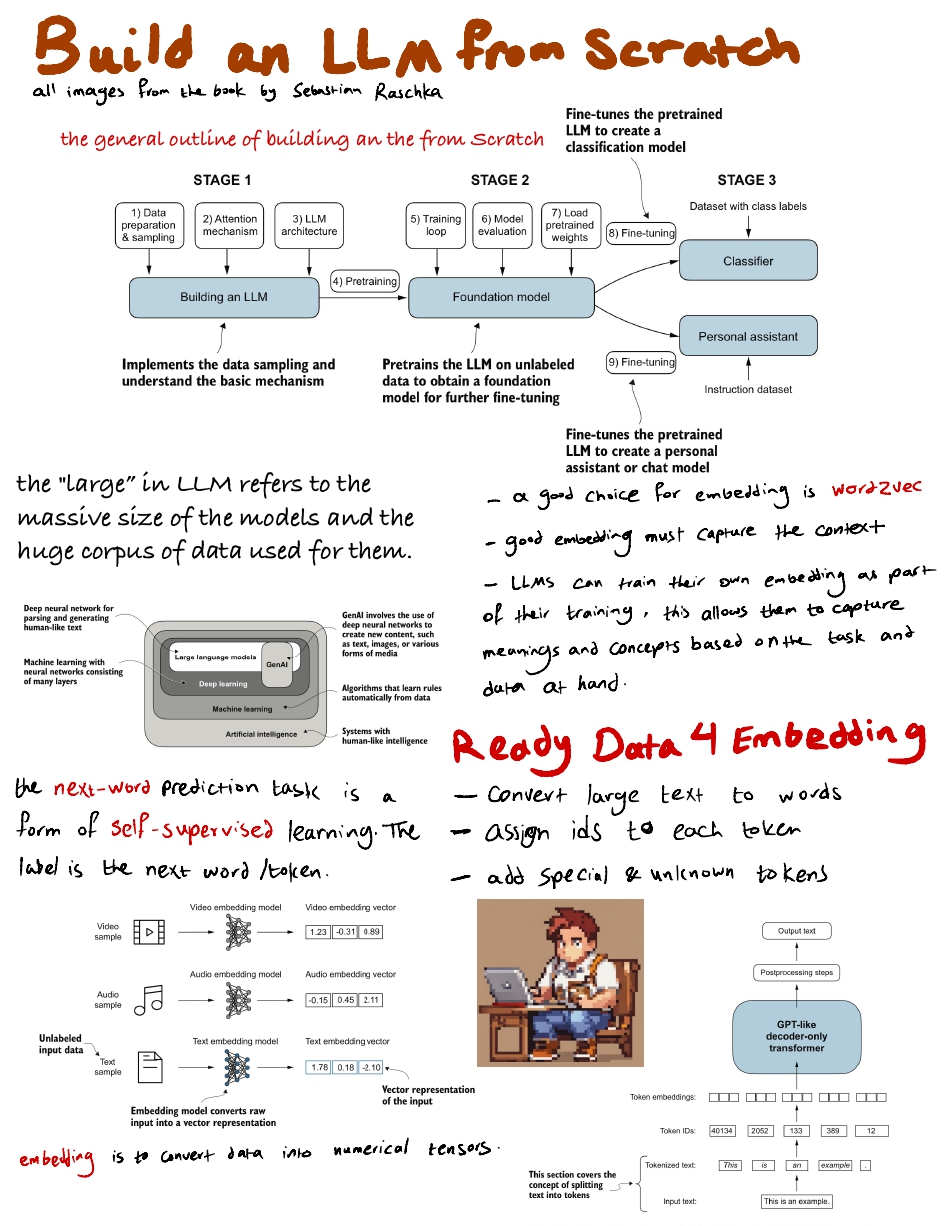 Build an LLM from Scratch
all images from the book by Sebastian Raschka
the general outline of building an the from Scratch
Fine-tunes the pretrained
LLM to create a
classification model
STAGE 1
STAGE 2
STAGE 3
1) Data
preparation
& sampling
2) Attention
mechanism
3) LLM
architecture
5) Training
loop
6) Model
evaluation
7) Load
pretrained
weights
8) Fine-tuning
Dataset with class labels
Classifier
4) Pretraining
Building an LLM
Foundation model
Personal assistant
9) Fine-tuning
Instruction dataset
Implements the data sampling and
understand the basic mechanism
Pretrains the LLM on unlabeled
data to obtain a foundation
model for further fine-tuning
Fine-tunes the pretrained
LLM to create a personal
assistant or chat model
the "large" in LLM refers to the
massive size of the models and the
huge corpus of data used for them.
- a good choice for embedding is word2vec
- good embedding must capture the context
- LLMs can train their own embedding as part
of their training, this allows them to capture
meanings and concepts based on the task and
data at hand.
Deep neural network for
parsing and generating
human-like text
Machine learning with
neural networks consisting
of many layers
Large language models
GenAI
Deep learning
Machine learning
Artificial intelligence
GenAI involves the use of
deep neural networks to
create new content, such
as text, images, or various
forms of media
Algorithms that learn rules
automatically from data
Systems with
human-like intelligence
the next-word prediction task is a
form of self-supervised learning. The
label is the next word/token.
Ready Data 4 Embedding
- convert large text to words
- assign ids to each token
- add special & unknown tokens
Video
sample
Video embedding model
Video embedding vector
1.23 -0.31 0.89
Audio
sample
Audio embedding model
Audio embedding vector
-0.15 0.45 2.11
Unlabeled
input data
Text
sample
Text embedding model
Text embedding vector
1.78 0.18 -2.10
Vector representation
of the input
Embedding model converts raw
input into a vector representation
embedding is to convert data into numerical tensors.
Output text
Postprocessing steps
GPT-like
decoder-only
transformer
Token embeddings:
Token IDs: 40134 2052 133 389 12
Tokenized text: This is an example .
Input text: This is an example.
This section covers the
concept of splitting
text into tokens